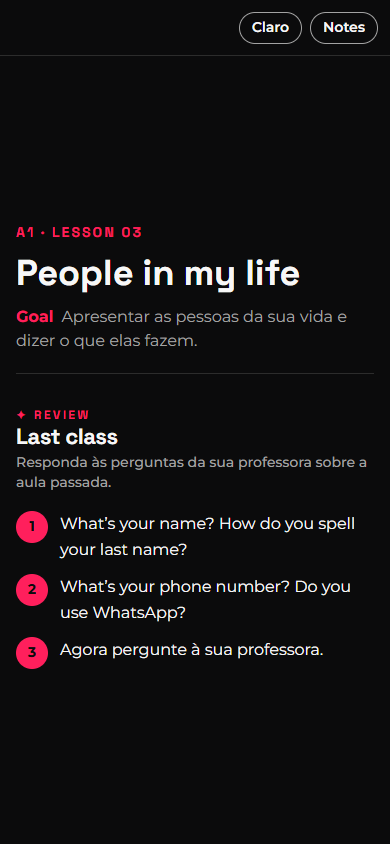 Claro Notes
A1 · LESSON 03
People in my life
Goal Apresentar as pessoas da sua vida e
dizer o que elas fazem.
✦ REVIEW
Last class
Responda às perguntas da sua professora sobre a
aula passada.
1 What's your name? How do you spell
your last name?
2 What's your phone number? Do you
use WhatsApp?
3 Agora pergunte à sua professora.